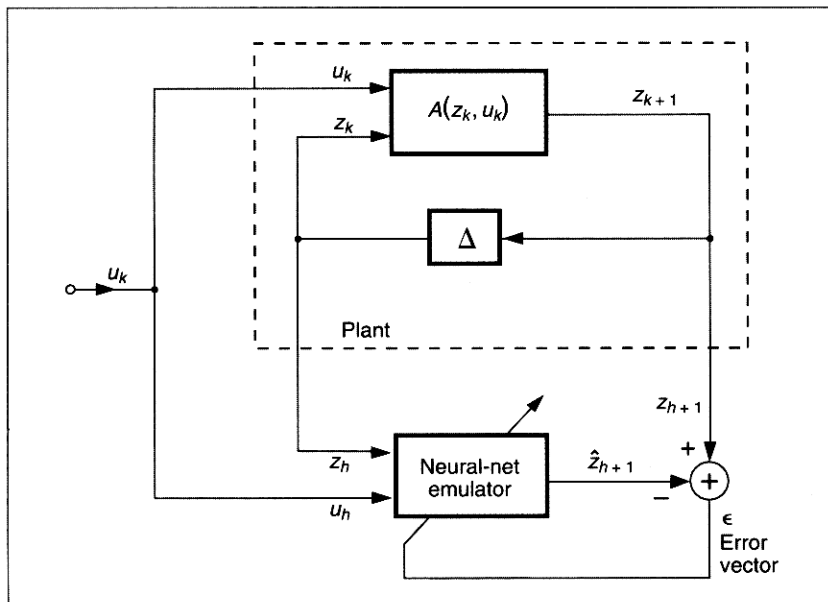 u_k
z_k
A(z_k, u_k)
z_{k+1}
Δ
u_k
Plant
z_{h+1}
+
z_h
Neural-net
emulator
ẑ_{h+1}
+
−
u_h
ϵ
Error
vector